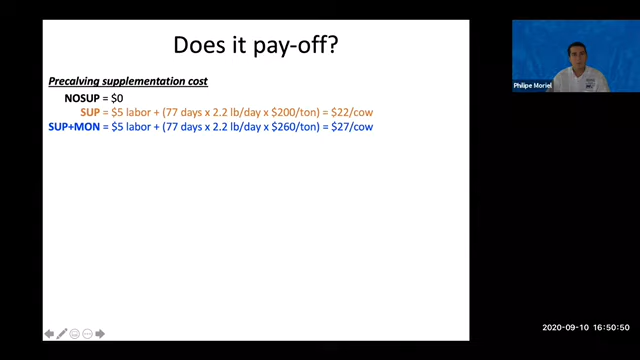 Does it pay-off?
Precalving supplementation cost
NOSUP = $0
SUP = $5 labor + (77 days x 2.2 lb/day x $200/ton) = $22/cow
SUP+MON = $5 labor + (77 days x 2.2 lb/day x $260/ton) = $27/cow
Philipe Moriel
2020-09-10 16:50:50